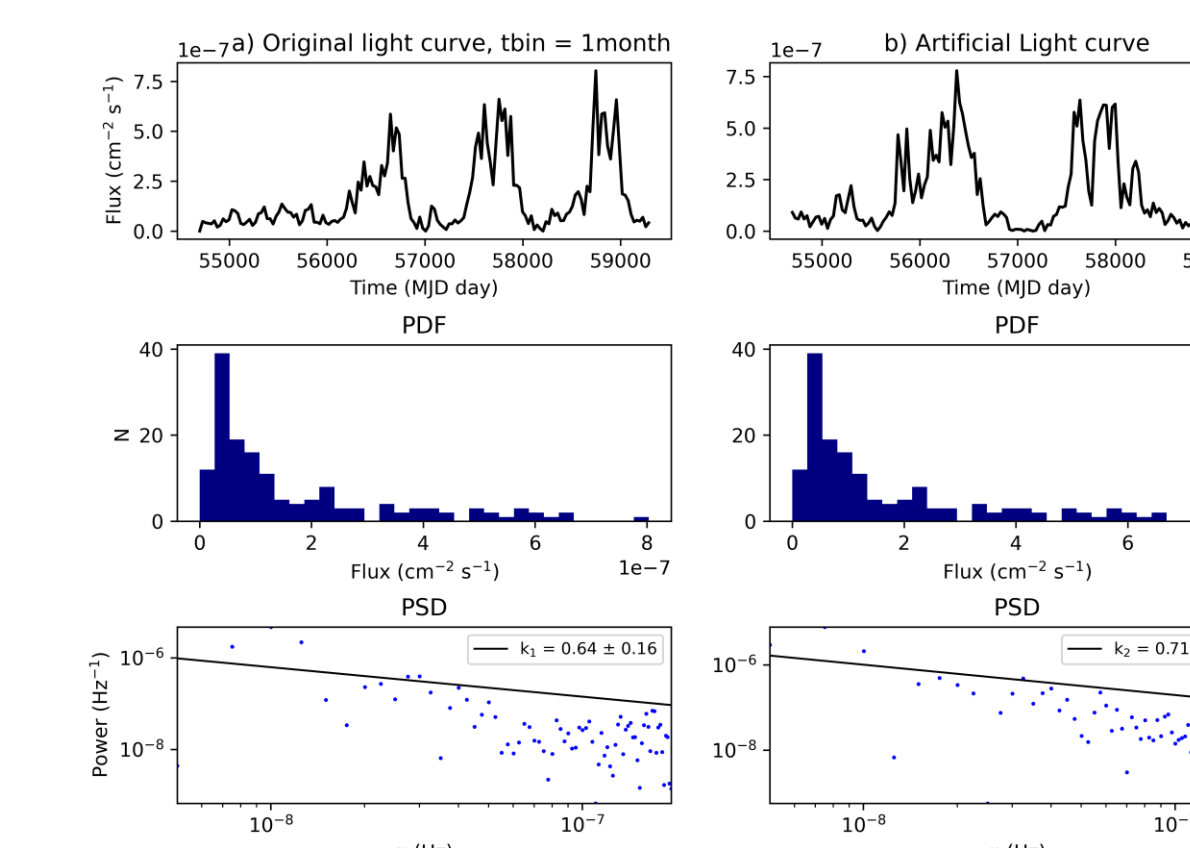 1e−7 a) Original light curve, tbin = 1month
7.5
5.0
2.5
0.0
Flux (cm⁻² s⁻¹)
55000 56000 57000 58000 59000
Time (MJD day)
1e−7 b) Artificial Light curve
7.5
5.0
2.5
0.0
55000 56000 57000 58000
Time (MJD day)
PDF
40
20
0
N
0 2 4 6 8
Flux (cm⁻² s⁻¹) 1e−7
PDF
40
20
0
0 2 4 6
Flux (cm⁻² s⁻¹)
PSD
k₁ = 0.64 ± 0.16
10⁻⁶
10⁻⁸
Power (Hz⁻¹)
10⁻⁸ 10⁻⁷
PSD
k₂ = 0.71
10⁻⁶
10⁻⁸
10⁻⁸